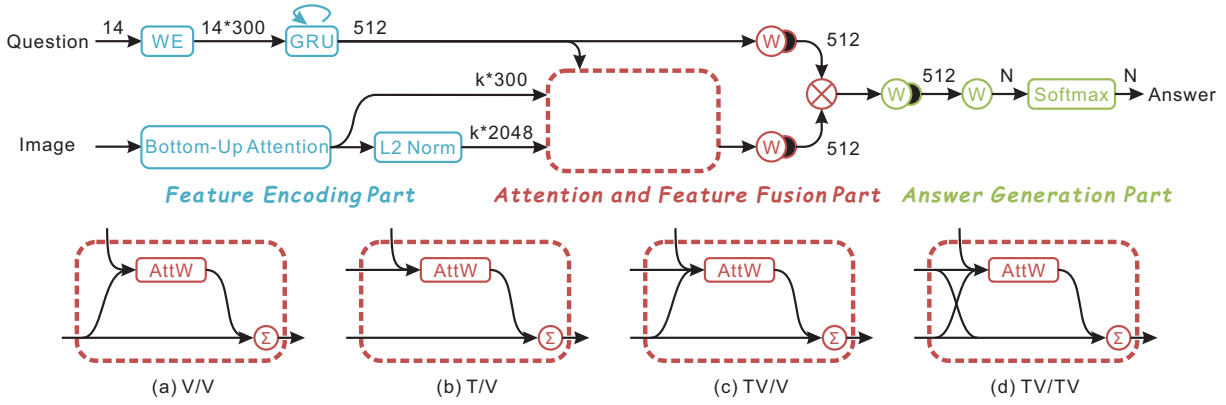 Question 14 WE 14*300 GRU 512 W 512
k*300
W 512 W N Softmax N Answer
Image Bottom-Up Attention L2 Norm k*2048 W 512
Feature Encoding Part Attention and Feature Fusion Part Answer Generation Part
AttW AttW AttW AttW
Σ Σ Σ Σ
(a) V/V (b) T/V (c) TV/V (d) TV/TV